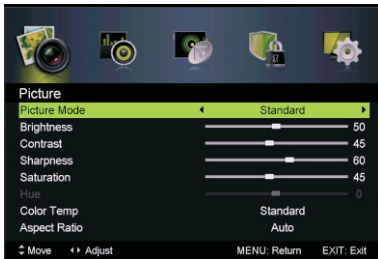 Picture
Picture Mode Standard
Brightness 50
Contrast 45
Sharpness 60
Saturation 45
Hue 0
Color Temp Standard
Aspect Ratio Auto
Move Adjust MENU: Return EXIT: Exit